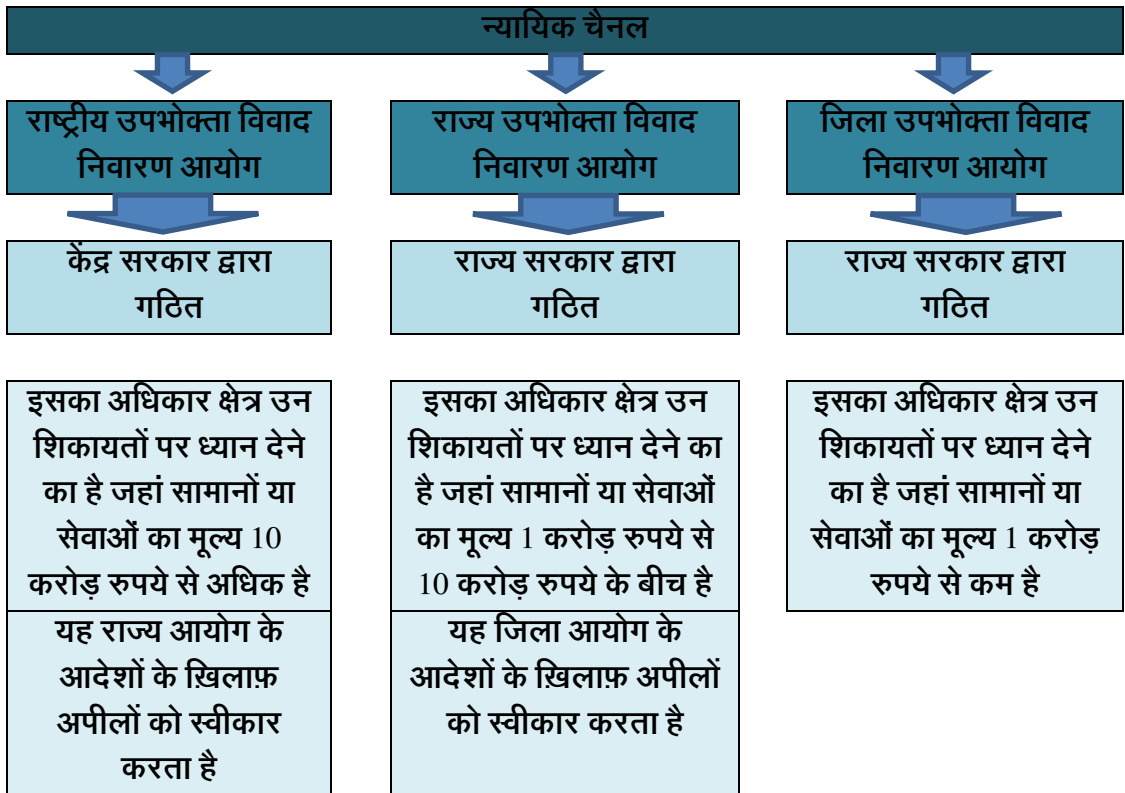 न्यायिक चैनल
राष्ट्रीय उपभोक्ता विवाद
निवारण आयोग
केंद्र सरकार द्वारा
गठित
इसका अधिकार क्षेत्र उन
शिकायतों पर ध्यान देने
का है जहां सामानों या
सेवाओं का मूल्य 10
करोड़ रुपये से अधिक है
यह राज्य आयोग के
आदेशों के ख़िलाफ़
अपीलों को स्वीकार
करता है
राज्य उपभोक्ता विवाद
निवारण आयोग
राज्य सरकार द्वारा
गठित
इसका अधिकार क्षेत्र उन
शिकायतों पर ध्यान देने का
है जहां सामानों या सेवाओं
का मूल्य 1 करोड़ रुपये से
10 करोड़ रुपये के बीच है
यह जिला आयोग के
आदेशों के ख़िलाफ़ अपीलों
को स्वीकार करता है
जिला उपभोक्ता विवाद
निवारण आयोग
राज्य सरकार द्वारा
गठित
इसका अधिकार क्षेत्र उन
शिकायतों पर ध्यान देने
का है जहां सामानों या
सेवाओं का मूल्य 1 करोड़
रुपये से कम है